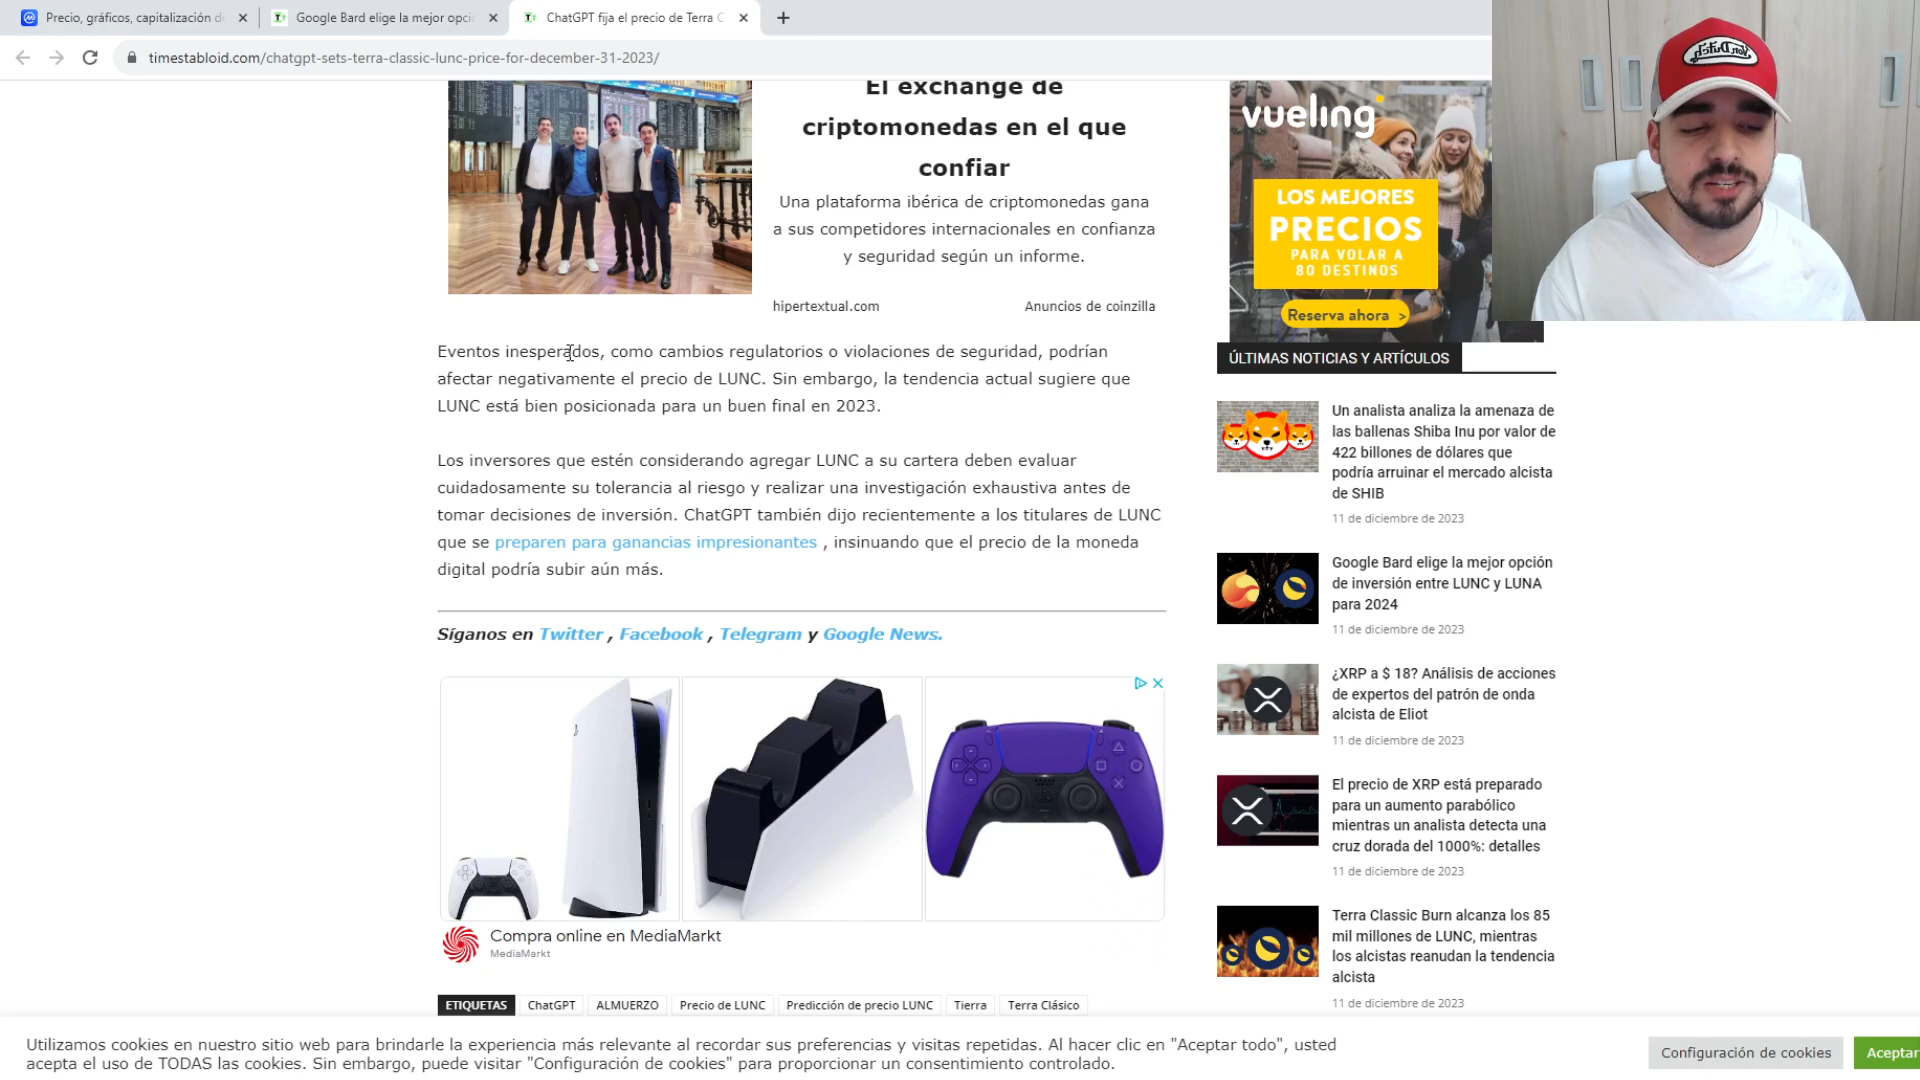 Precio, gráficos, capitalización d
Google Bard elige la mejor opci
ChatGPT fija el precio de Terra C
timestabloid.com/chatgpt-sets-terra-classic-lunc-price-for-december-31-2023/
El exchange de
criptomonedas en el que
confiar
Una plataforma ibérica de criptomonedas gana
a sus competidores internacionales en confianza
y seguridad según un informe.
hipertextual.com
Anuncios de coinzilla
vueling
LOS MEJORES
PRECIOS
PARA VOLAR A
80 DESTINOS
Reserva ahora >
Von Dutch
Eventos inesperados, como cambios regulatorios o violaciones de seguridad, podrían
afectar negativamente el precio de LUNC. Sin embargo, la tendencia actual sugiere que
LUNC está bien posicionada para un buen final en 2023.
Los inversores que estén considerando agregar LUNC a su cartera deben evaluar
cuidadosamente su tolerancia al riesgo y realizar una investigación exhaustiva antes de
tomar decisiones de inversión. ChatGPT también dijo recientemente a los titulares de LUNC
que se preparen para ganancias impresionantes , insinuando que el precio de la moneda
digital podría subir aún más.
Síganos en Twitter , Facebook , Telegram y Google News.
Compra online en MediaMarkt
MediaMarkt
ETIQUETAS
ChatGPT
ALMUERZO
Precio de LUNC
Predicción de precio LUNC
Tierra
Terra Clásico
ÚLTIMAS NOTICIAS Y ARTÍCULOS
Un analista analiza la amenaza de
las ballenas Shiba Inu por valor de
422 billones de dólares que
podría arruinar el mercado alcista
de SHIB
11 de diciembre de 2023
Google Bard elige la mejor opción
de inversión entre LUNC y LUNA
para 2024
11 de diciembre de 2023
¿XRP a $ 18? Análisis de acciones
de expertos del patrón de onda
alcista de Eliot
11 de diciembre de 2023
El precio de XRP está preparado
para un aumento parabólico
mientras un analista detecta una
cruz dorada del 1000%: detalles
11 de diciembre de 2023
Terra Classic Burn alcanza los 85
mil millones de LUNC, mientras
los alcistas reanudan la tendencia
alcista
11 de diciembre de 2023
Utilizamos cookies en nuestro sitio web para brindarle la experiencia más relevante al recordar sus preferencias y visitas repetidas. Al hacer clic en "Aceptar todo", usted
acepta el uso de TODAS las cookies. Sin embargo, puede visitar "Configuración de cookies" para proporcionar un consentimiento controlado.
Configuración de cookies
Aceptar